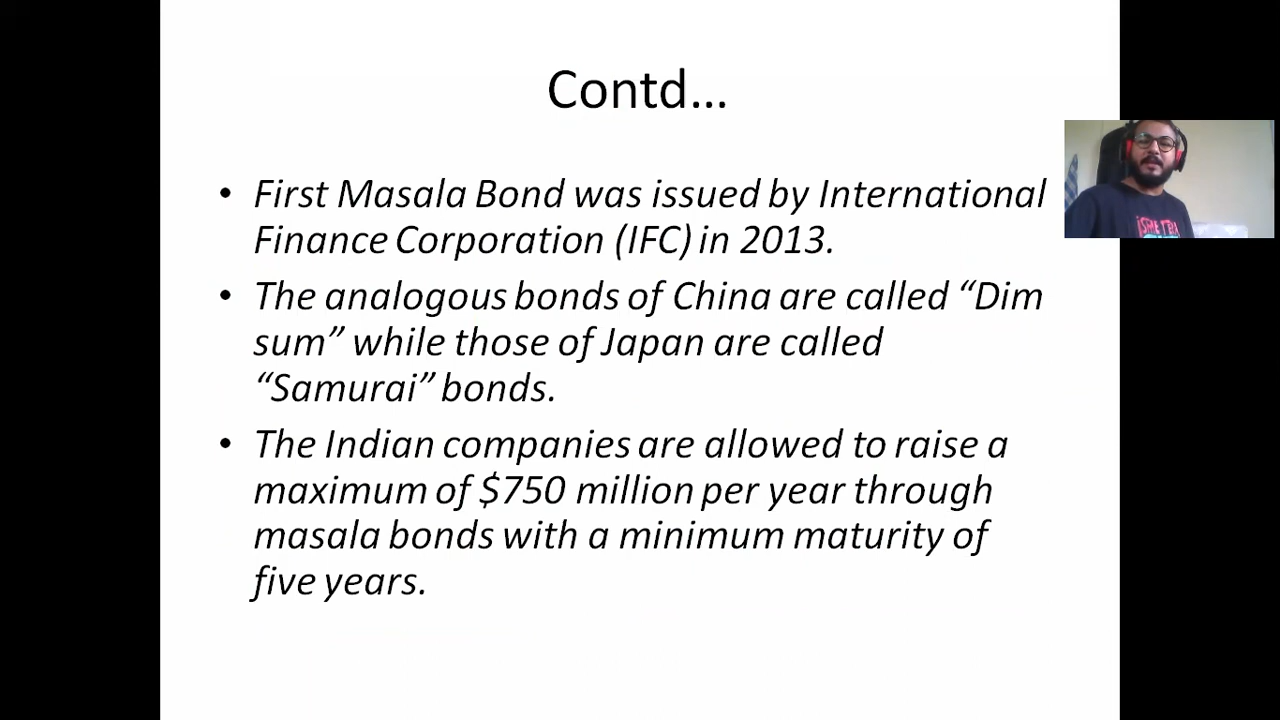 Contd...
• First Masala Bond was issued by International
Finance Corporation (IFC) in 2013.
• The analogous bonds of China are called “Dim
sum” while those of Japan are called
“Samurai” bonds.
• The Indian companies are allowed to raise a
maximum of $750 million per year through
masala bonds with a minimum maturity of
five years.